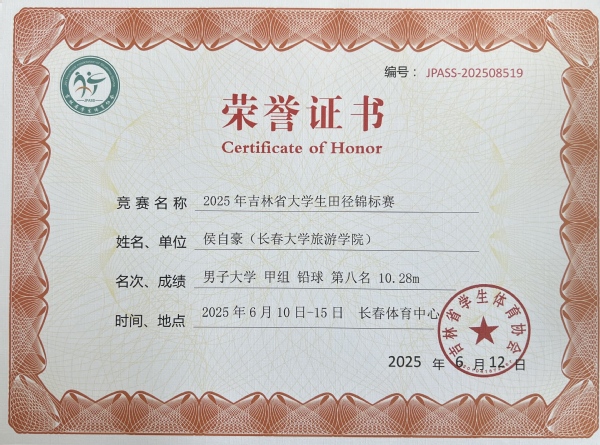 编号：JPASS-202508519
JPASS
荣誉证书
Certificate of Honor
竞赛名称 2025年吉林省大学生田径锦标赛
姓名、单位 侯自豪（长春大学旅游学院）
名次、成绩 男子大学 甲组 铅球 第八名 10.28m
时间、地点 2025年6月10日-15日 长春体育中心
吉林省学生体育协会
2025 年 6 月 12 日